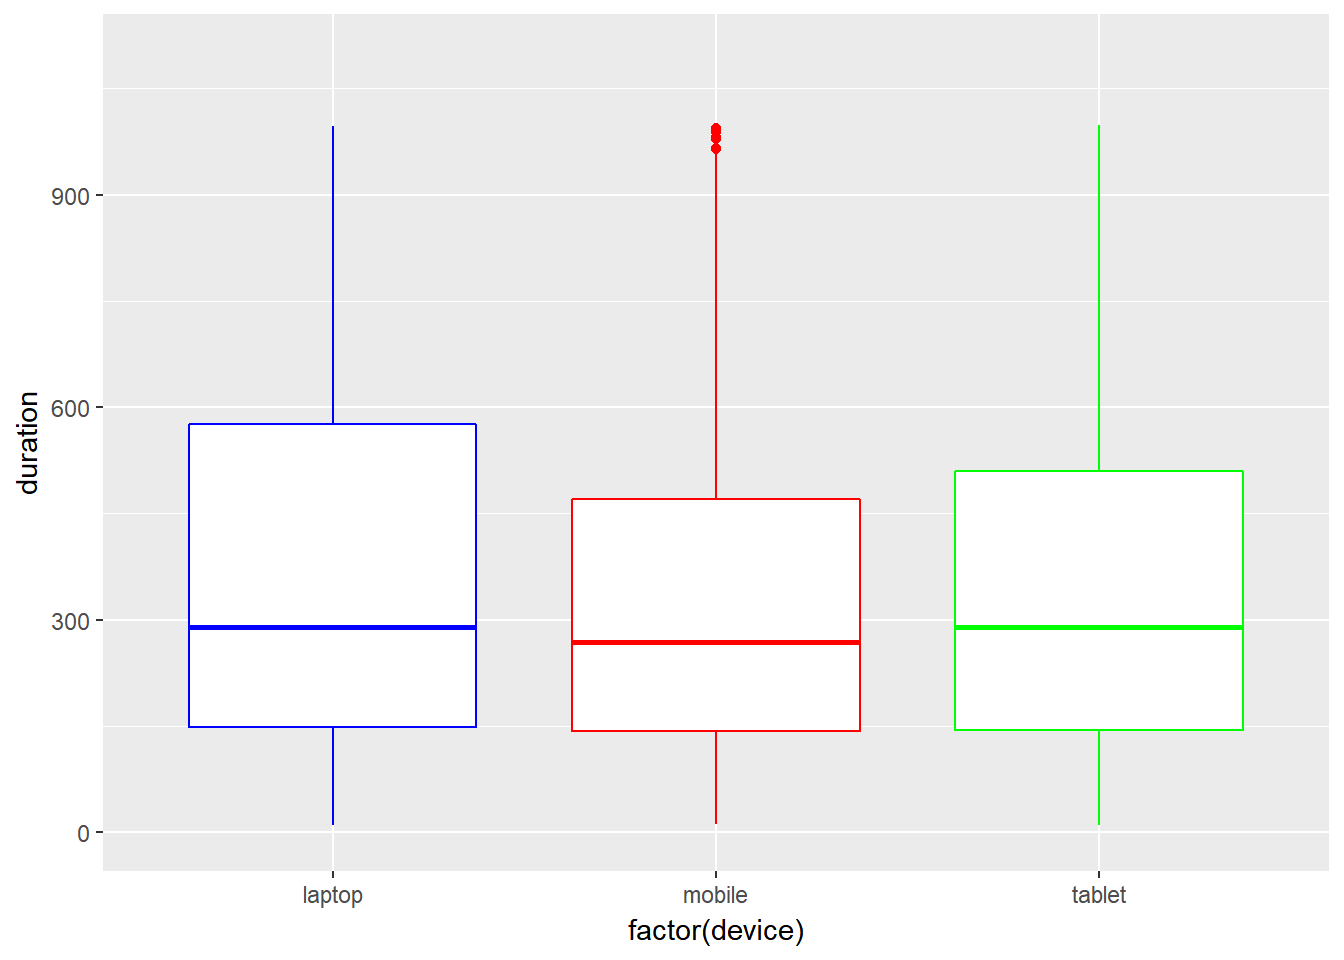 duration
900
600
300
0
laptop mobile tablet
factor(device)